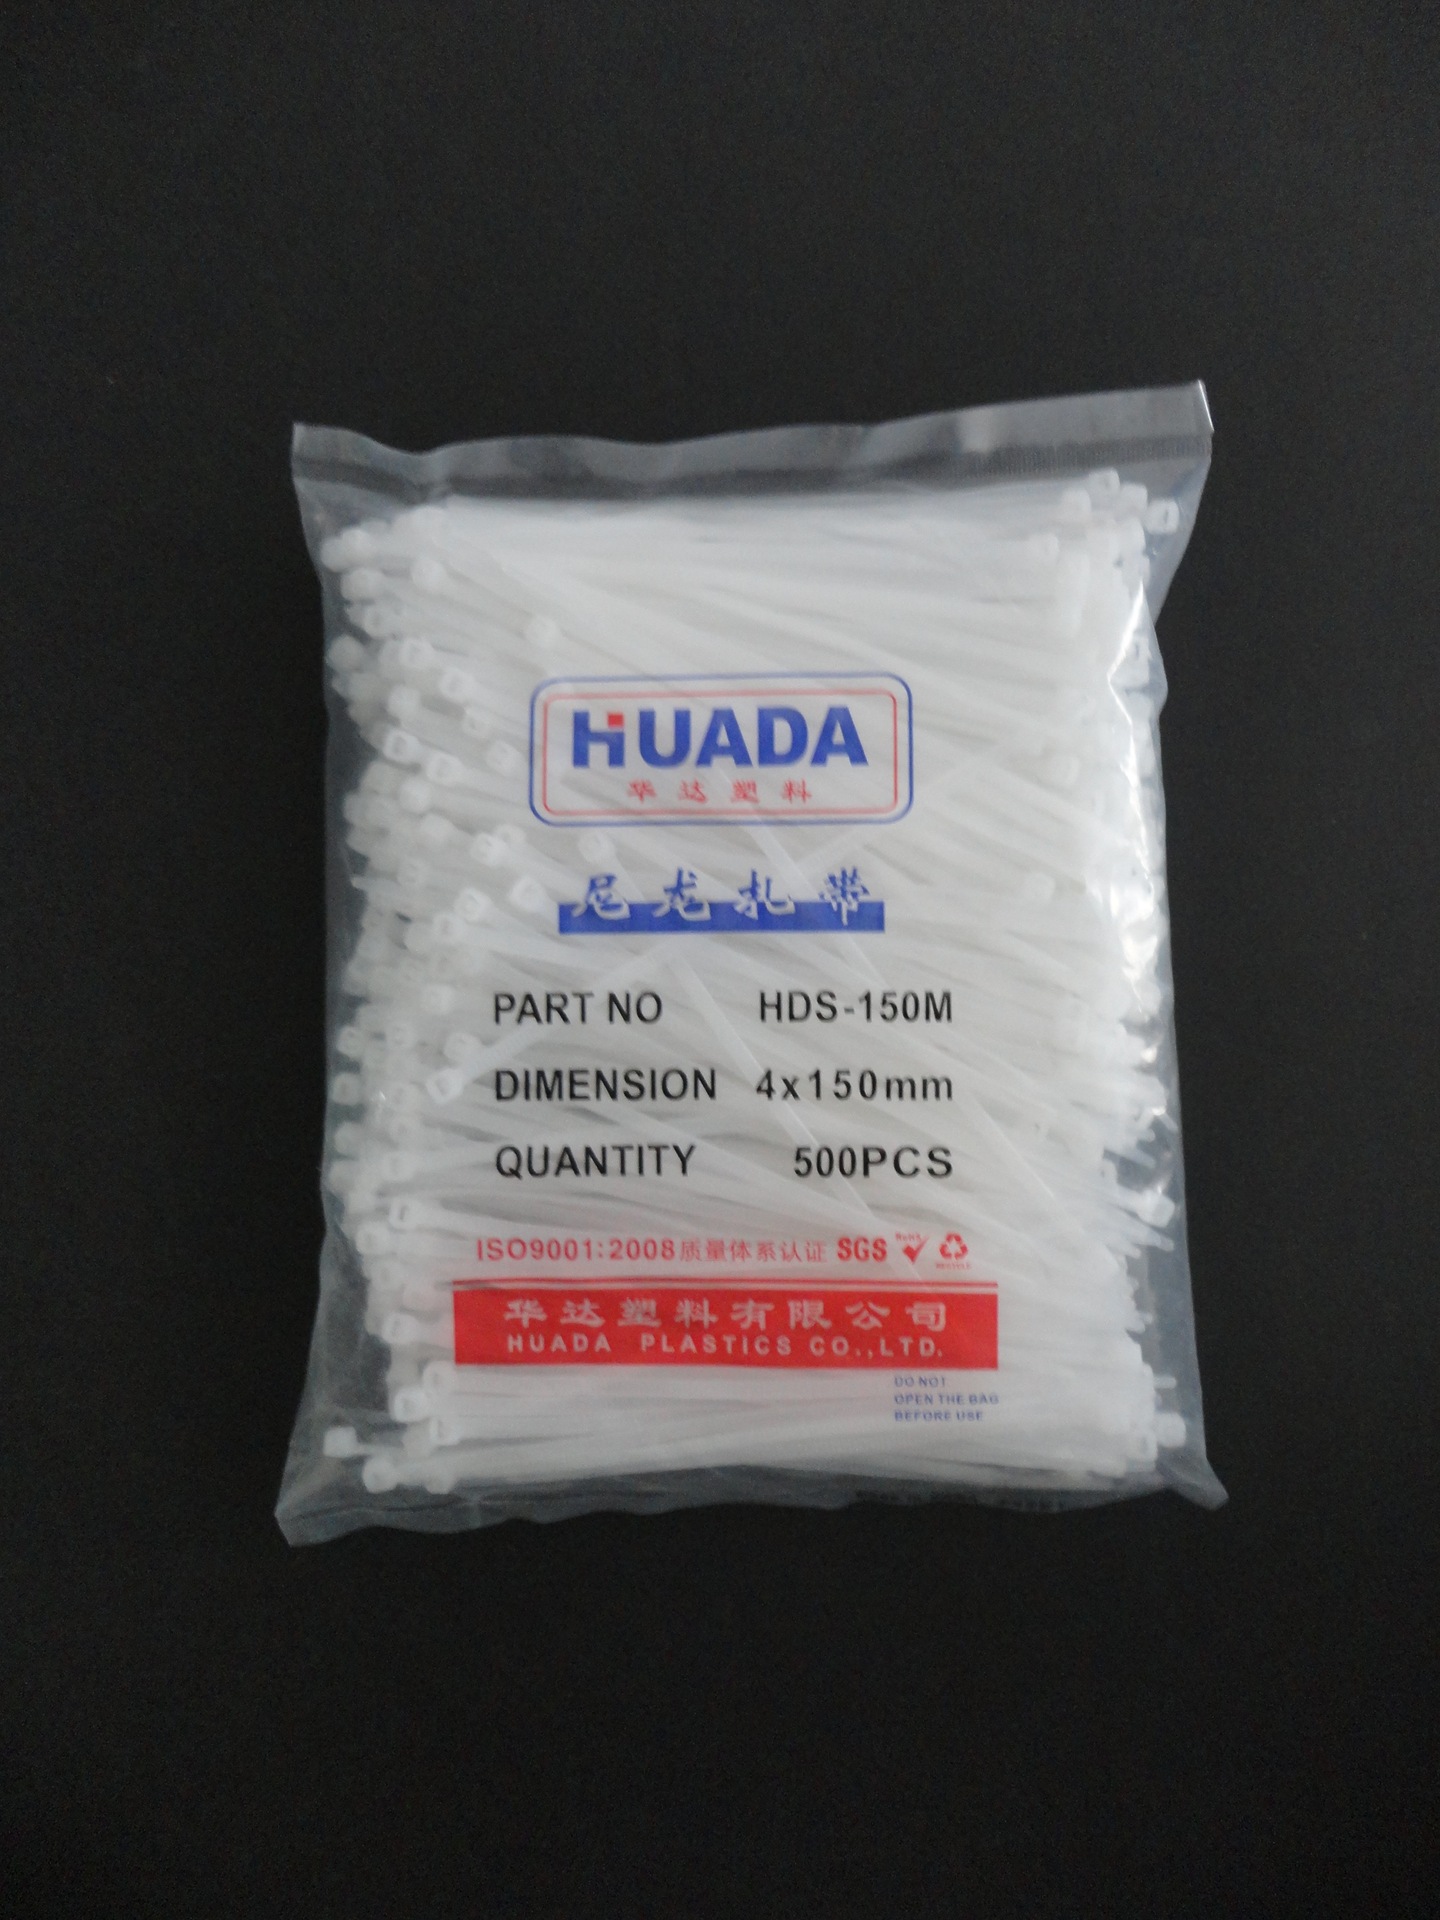 HUADA
华达塑料
尼龙扎带
PART NO HDS-150M
DIMENSION 4x150mm
QUANTITY 500PCS
ISO9001:2008质量体系认证 SGS RoHS RECYCLE
华达塑料有限公司
HUADA PLASTICS CO.,LTD.
DO NOT
OPEN THE BAG
BEFORE USE